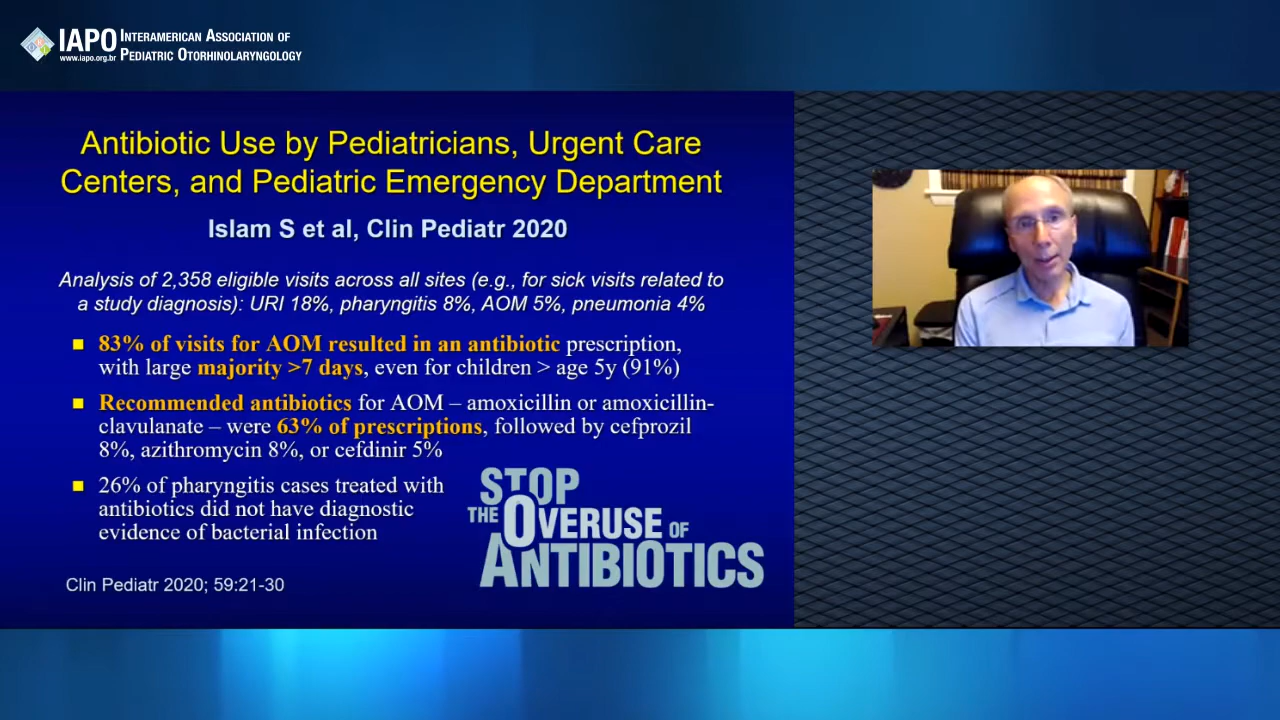 IAPO
www.iapo.org.br
INTERAMERICAN ASSOCIATION OF
PEDIATRIC OTORHINOLARYNGOLOGY
Antibiotic Use by Pediatricians, Urgent Care
Centers, and Pediatric Emergency Department
Islam S et al, Clin Pediatr 2020
Analysis of 2,358 eligible visits across all sites (e.g., for sick visits related to
a study diagnosis): URI 18%, pharyngitis 8%, AOM 5%, pneumonia 4%
83% of visits for AOM resulted in an antibiotic prescription,
with large majority >7 days, even for children > age 5y (91%)
Recommended antibiotics for AOM – amoxicillin or amoxicillin-
clavulanate – were 63% of prescriptions, followed by cefprozil
8%, azithromycin 8%, or cefdinir 5%
26% of pharyngitis cases treated with
antibiotics did not have diagnostic
evidence of bacterial infection
STOP
THE OVERUSE OF
ANTIBIOTICS
Clin Pediatr 2020; 59:21-30